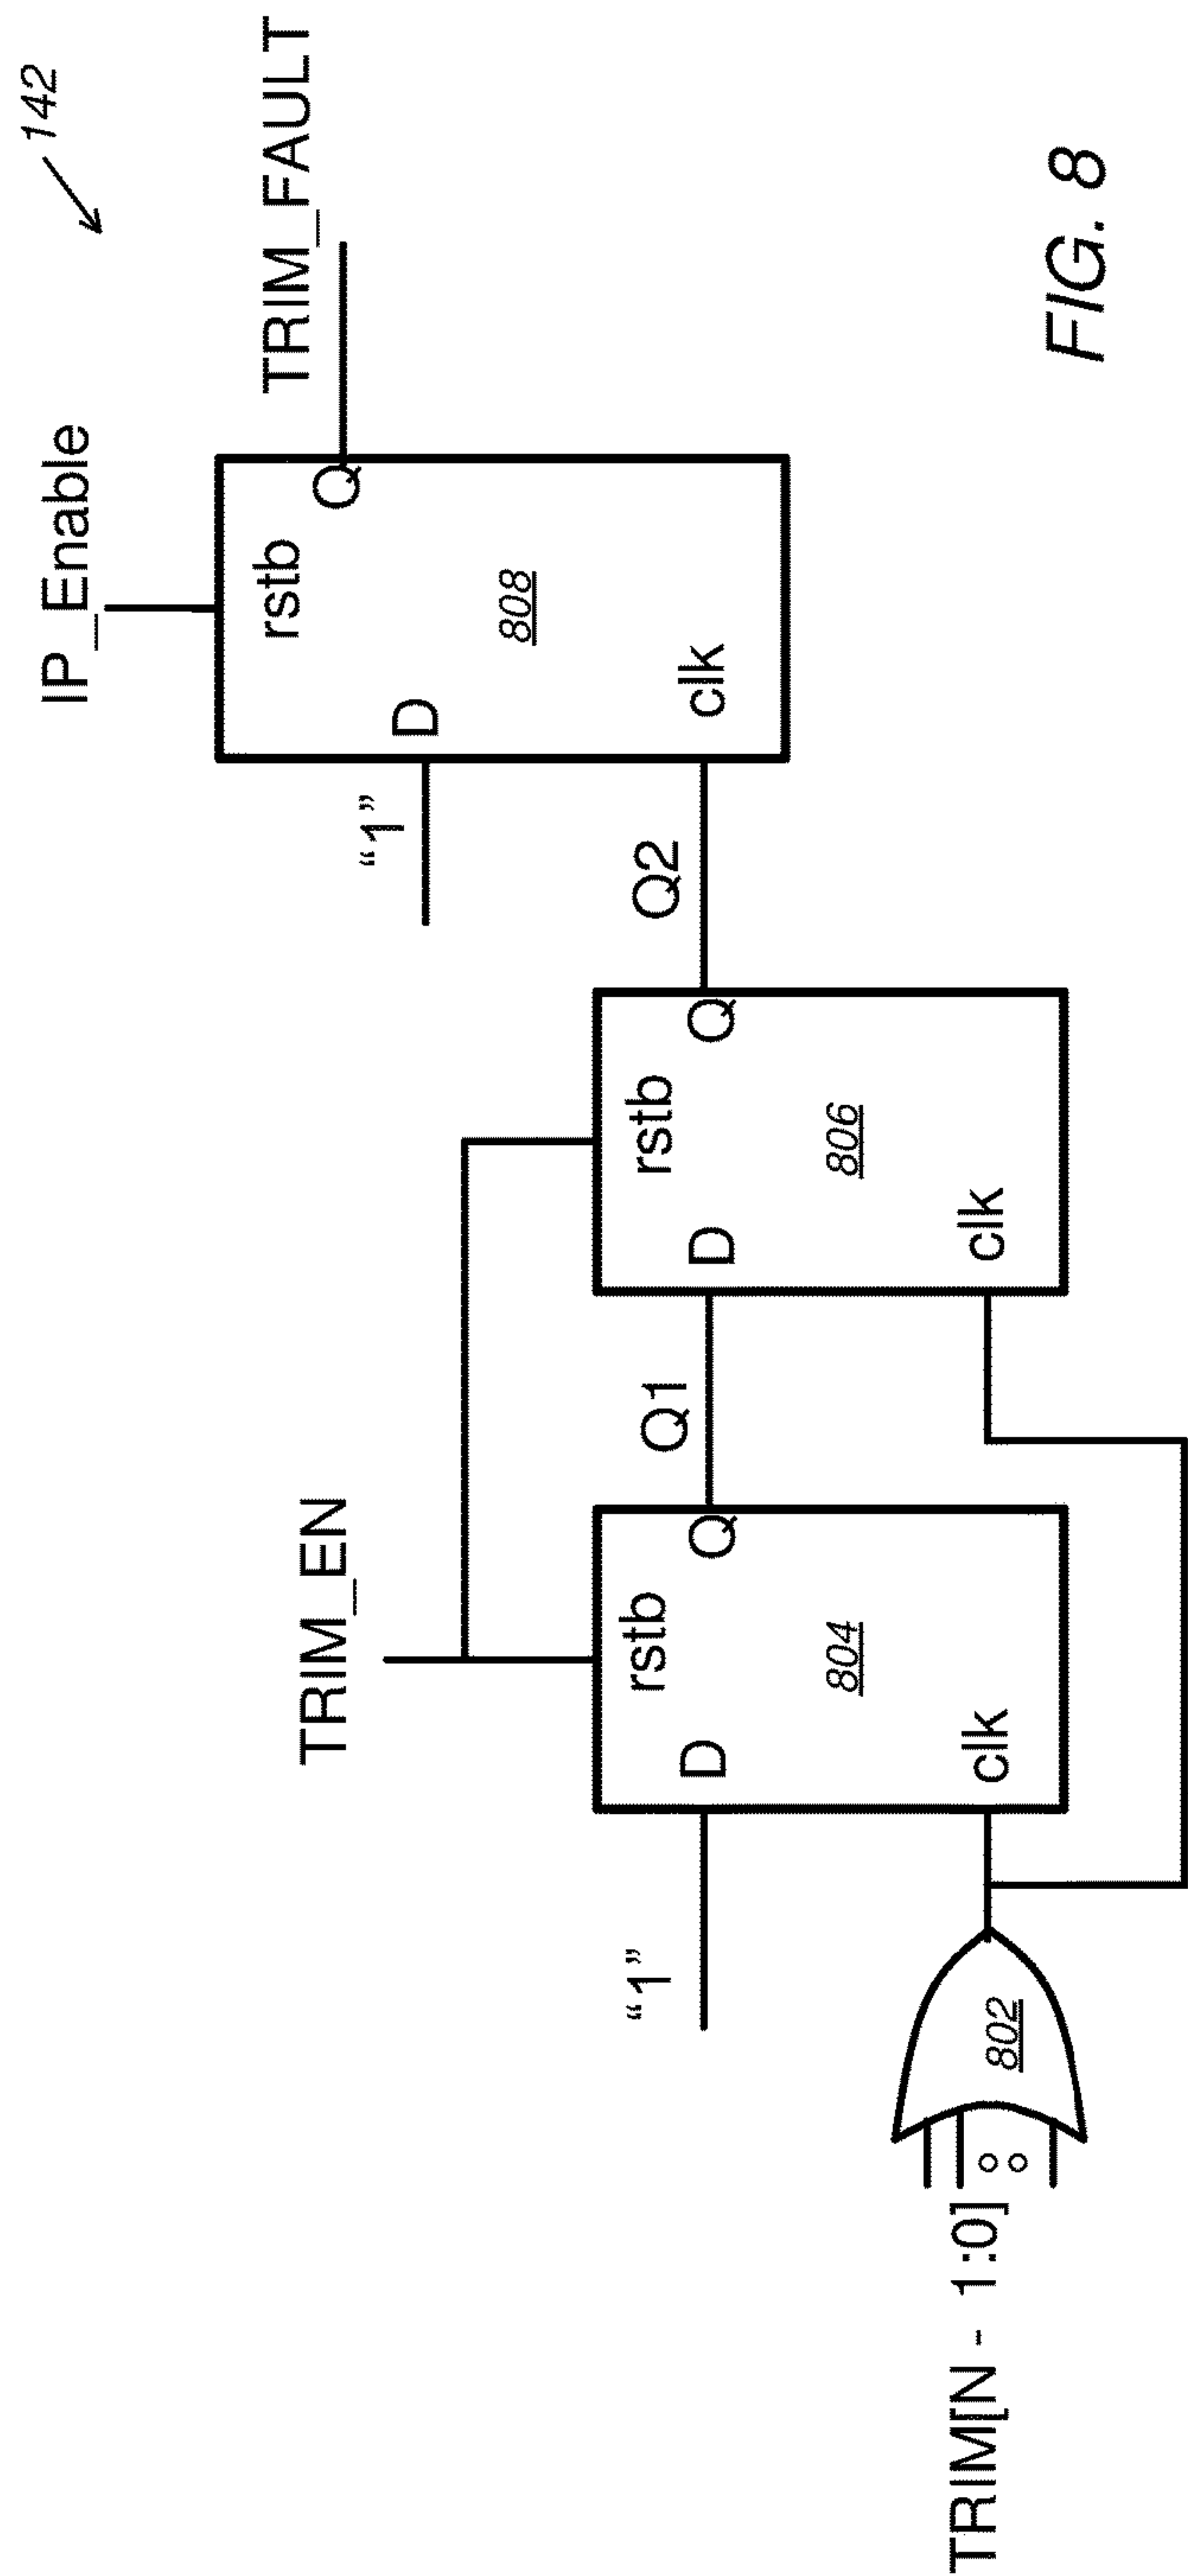 142
IP_Enable
TRIM_FAULT
rstb
Q
"1"
D
808
clk
TRIM_EN
Q2
rstb
Q
D
806
clk
Q1
rstb
Q
"1"
D
804
clk
802
TRIM[N - 1:0]
FIG. 8